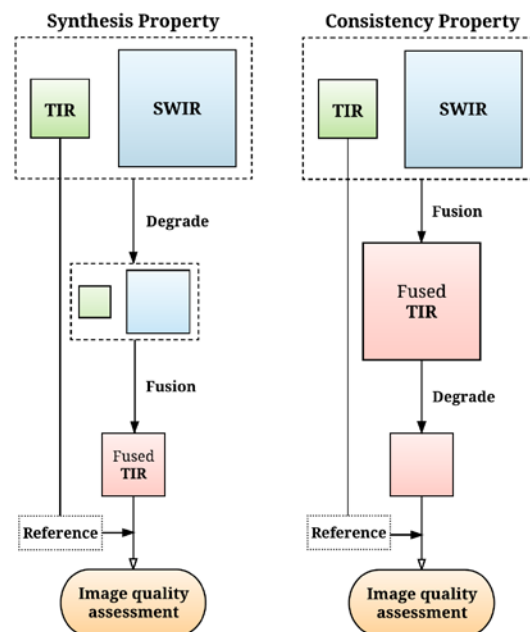 Synthesis Property
TIR
SWIR
Degrade
Fusion
Fused
TIR
Reference
Image quality
assessment
Consistency Property
TIR
SWIR
Fusion
Fused
TIR
Degrade
Reference
Image quality
assessment